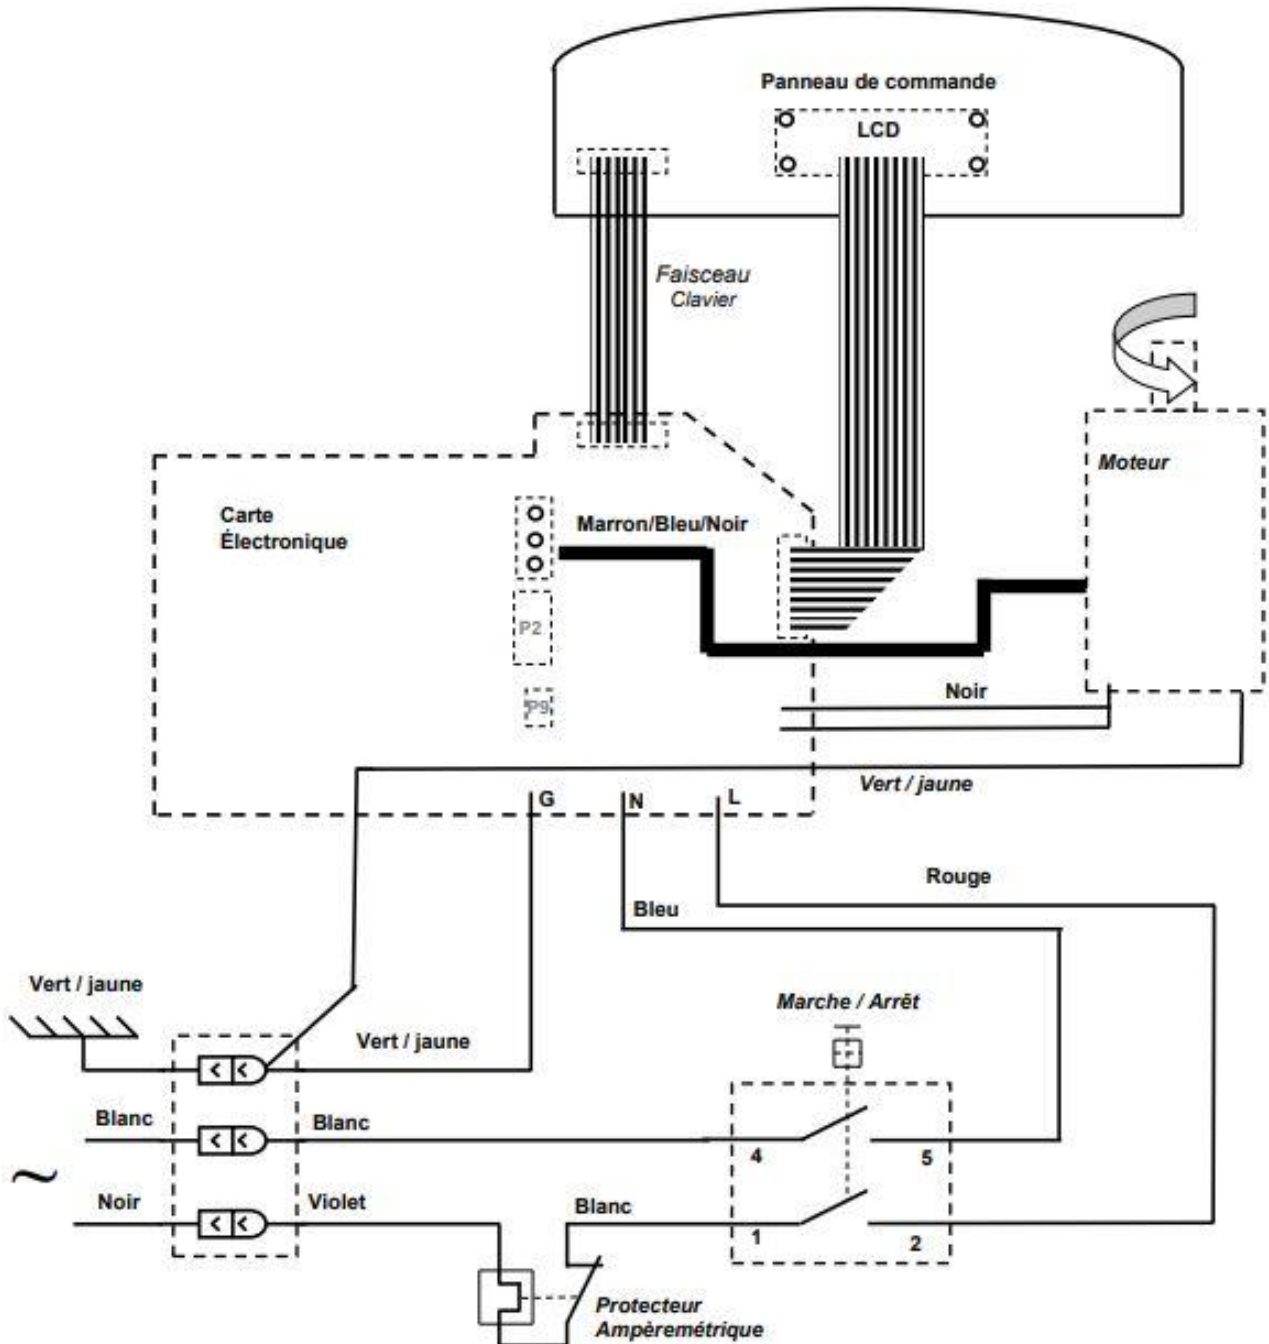 Panneau de commande
LCD
Faisceau
Clavier
Moteur
Carte
Électronique
Marron/Bleu/Noir
P2
P9
Noir
Vert / jaune
G
N
L
Rouge
Bleu
Vert / jaune
Marche / Arrêt
Vert / jaune
Blanc
Blanc
4
5
~
Noir
Violet
Blanc
1
2
Protecteur
Ampèremétrique